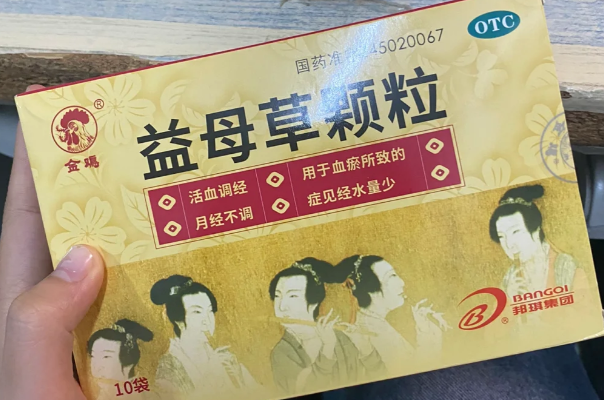 OTC
国药准 45020067
®
金鸡
益母草颗粒
活血调经
月经不调
用于血瘀所致的
症见经水量少
BANGQI
邦琪集团
10袋